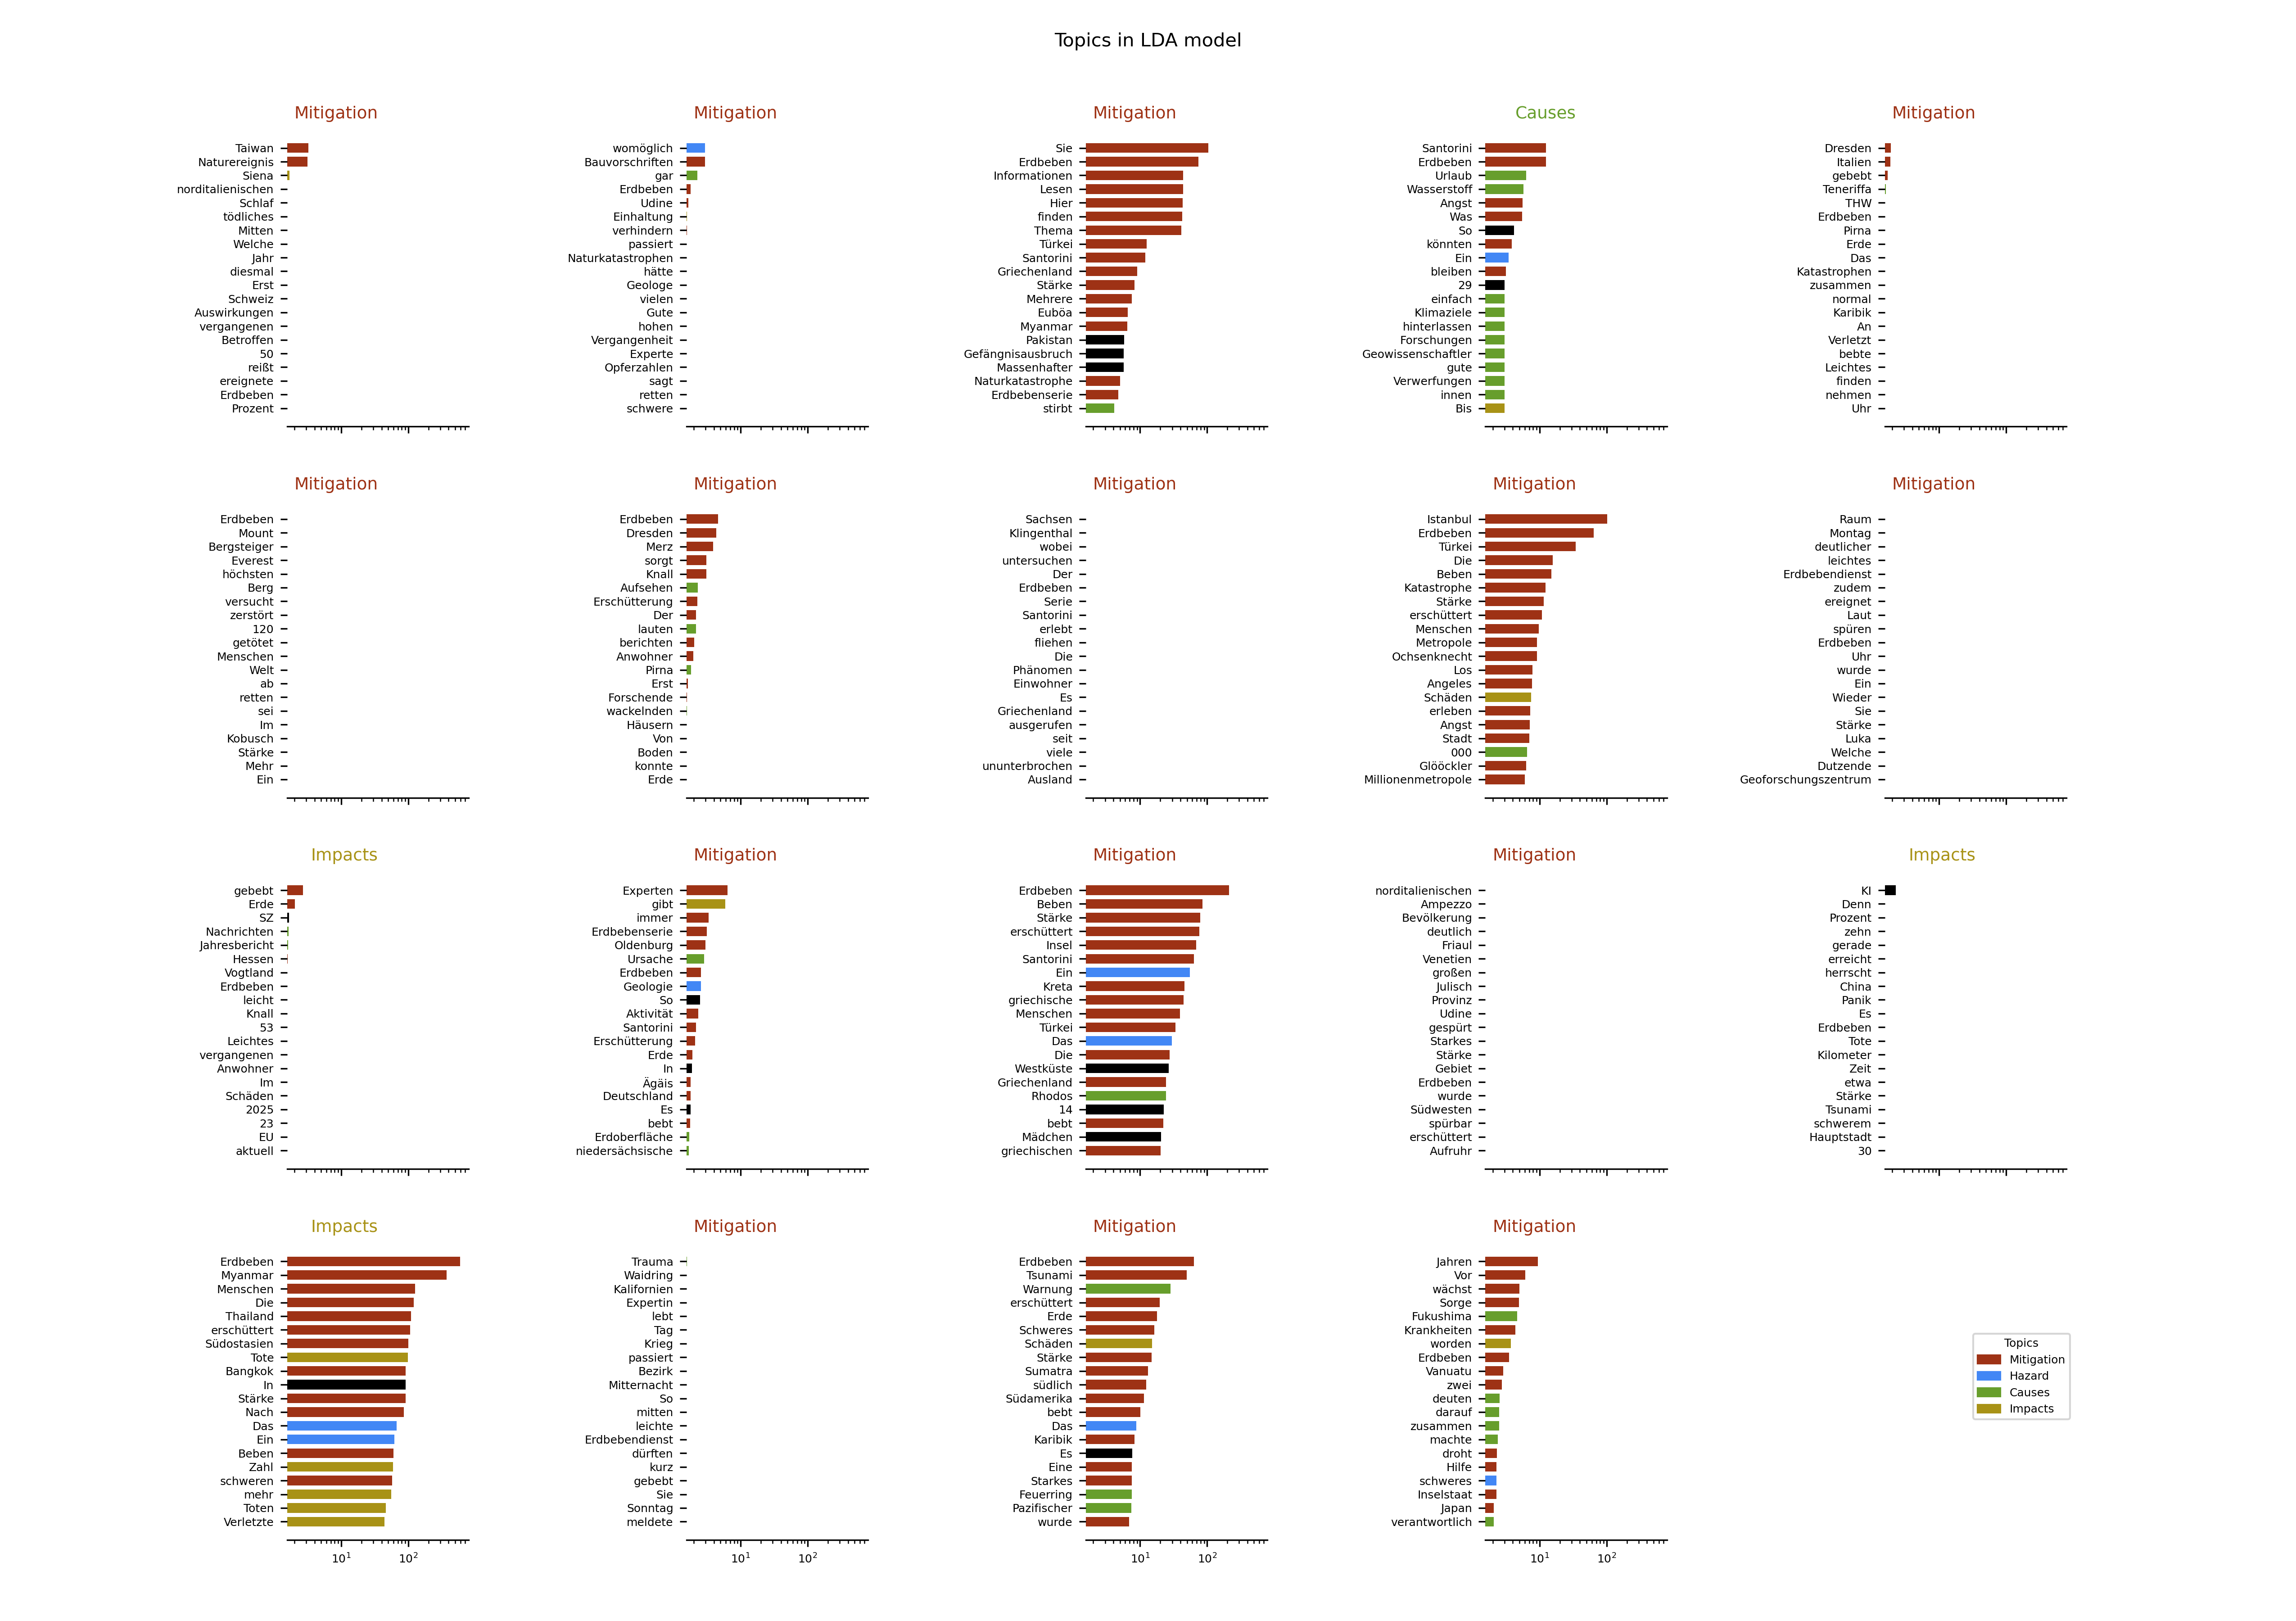 Topics in LDA model
Mitigation
Taiwan
Naturereignis
Siena
norditalienischen
Schlaf
tödliches
Mitten
Welche
Jahr
diesmal
Erst
Schweiz
Auswirkungen
vergangenen
Betroffen
50
reißt
ereignete
Erdbeben
Prozent
Mitigation
womöglich
Bauvorschriften
gar
Erdbeben
Udine
Einhaltung
verhindern
passiert
Naturkatastrophen
hätte
Geologe
vielen
Gute
hohen
Vergangenheit
Experte
Opferzahlen
sagt
retten
schwere
Mitigation
Sie
Erdbeben
Informationen
Lesen
Hier
finden
Thema
Türkei
Santorini
Griechenland
Stärke
Mehrere
Euböa
Myanmar
Pakistan
Gefängnisausbruch
Massenhafter
Naturkatastrophe
Erdbebenserie
stirbt
Causes
Santorini
Erdbeben
Urlaub
Wasserstoff
Angst
Was
So
könnten
Ein
bleiben
29
einfach
Klimaziele
hinterlassen
Forschungen
Geowissenschaftler
gute
Verwerfungen
innen
Bis
Mitigation
Dresden
Italien
gebebt
Teneriffa
THW
Erdbeben
Pirna
Erde
Das
Katastrophen
zusammen
normal
Karibik
An
Verletzt
bebte
Leichtes
finden
nehmen
Uhr
Mitigation
Erdbeben
Mount
Bergsteiger
Everest
höchsten
Berg
versucht
zerstört
120
getötet
Menschen
Welt
ab
retten
sei
Im
Kobusch
Stärke
Mehr
Ein
Mitigation
Erdbeben
Dresden
Merz
sorgt
Knall
Aufsehen
Erschütterung
Der
lauten
berichten
Anwohner
Pirna
Erst
Forschende
wackelnden
Häusern
Von
Boden
konnte
Erde
Mitigation
Sachsen
Klingenthal
wobei
untersuchen
Der
Erdbeben
Serie
Santorini
erlebt
fliehen
Die
Phänomen
Einwohner
Es
Griechenland
ausgerufen
seit
viele
ununterbrochen
Ausland
Mitigation
Istanbul
Erdbeben
Türkei
Die
Beben
Katastrophe
Stärke
erschüttert
Menschen
Metropole
Ochsenknecht
Los
Angeles
Schäden
erleben
Angst
Stadt
000
Glööckler
Millionenmetropole
Mitigation
Raum
Montag
deutlicher
leichtes
Erdbebendienst
zudem
ereignet
Laut
spüren
Erdbeben
Uhr
wurde
Ein
Wieder
Sie
Stärke
Luka
Welche
Dutzende
Geoforschungszentrum
Impacts
gebebt
Erde
SZ
Nachrichten
Jahresbericht
Hessen
Vogtland
Erdbeben
leicht
Knall
53
Leichtes
vergangenen
Anwohner
Im
Schäden
2025
23
EU
aktuell
Mitigation
Experten
gibt
immer
Erdbebenserie
Oldenburg
Ursache
Erdbeben
Geologie
So
Aktivität
Santorini
Erschütterung
Erde
In
Ägäis
Deutschland
Es
bebt
Erdoberfläche
niedersächsische
Mitigation
Erdbeben
Beben
Stärke
erschüttert
Insel
Santorini
Ein
Kreta
griechische
Menschen
Türkei
Das
Die
Westküste
Griechenland
Rhodos
14
bebt
Mädchen
griechischen
Mitigation
norditalienischen
Ampezzo
Bevölkerung
deutlich
Friaul
Venetien
großen
Julisch
Provinz
Udine
gespürt
Starkes
Stärke
Gebiet
Erdbeben
wurde
Südwesten
spürbar
erschüttert
Aufruhr
Impacts
KI
Denn
Prozent
zehn
gerade
erreicht
herrscht
China
Panik
Es
Erdbeben
Tote
Kilometer
Zeit
etwa
Stärke
Tsunami
schwerem
Hauptstadt
30
Impacts
Erdbeben
Myanmar
Menschen
Die
Thailand
erschüttert
Südostasien
Tote
Bangkok
In
Stärke
Nach
Das
Ein
Beben
Zahl
schweren
mehr
Toten
Verletzte
10¹ 10²
Mitigation
Trauma
Waidring
Kalifornien
Expertin
lebt
Tag
Krieg
passiert
Bezirk
Mitternacht
So
mitten
leichte
Erdbebendienst
dürften
kurz
gebebt
Sie
Sonntag
meldete
10¹ 10²
Mitigation
Erdbeben
Tsunami
Warnung
erschüttert
Erde
Schweres
Schäden
Stärke
Sumatra
südlich
Südamerika
bebt
Das
Karibik
Es
Eine
Starkes
Feuerring
Pazifischer
wurde
10¹ 10²
Mitigation
Jahren
Vor
wächst
Sorge
Fukushima
Krankheiten
worden
Erdbeben
Vanuatu
zwei
deuten
darauf
zusammen
machte
droht
Hilfe
schweres
Inselstaat
Japan
verantwortlich
10¹ 10²
Topics
Mitigation
Hazard
Causes
Impacts